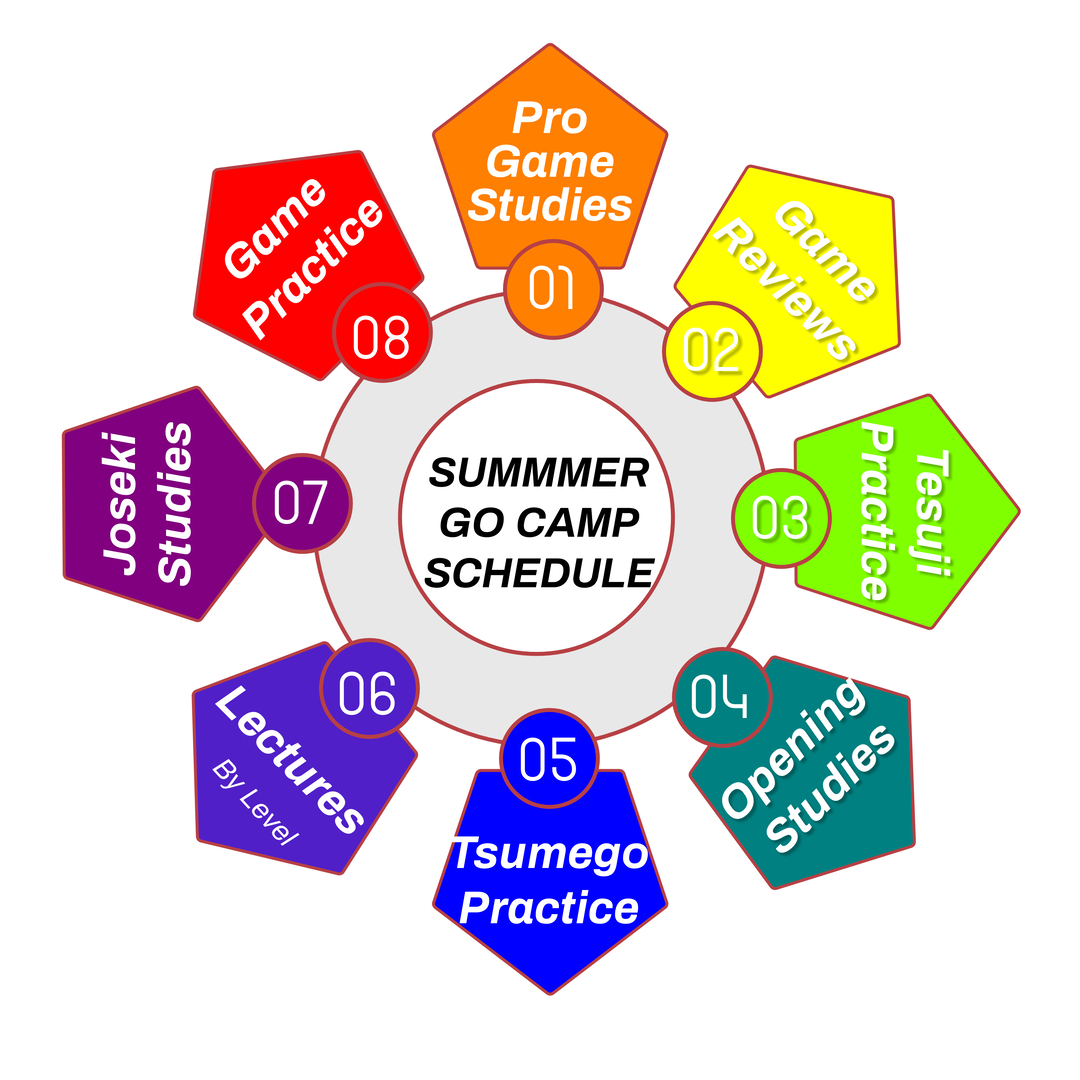 SUMMMER
GO CAMP
SCHEDULE
Pro
Game
Studies
01
Game
Reviews
02
Tesuji
Practice
03
Opening
Studies
04
Tsumego
Practice
05
Lectures
By Level
06
Joseki
Studies
07
Game
Practice
08